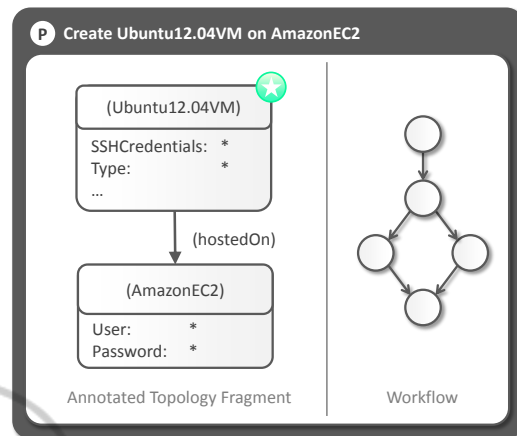 P Create Ubuntu12.04VM on AmazonEC2
(Ubuntu12.04VM)
SSHCredentials: *
Type: *
...
(hostedOn)
(AmazonEC2)
User: *
Password: *
Annotated Topology Fragment
Workflow